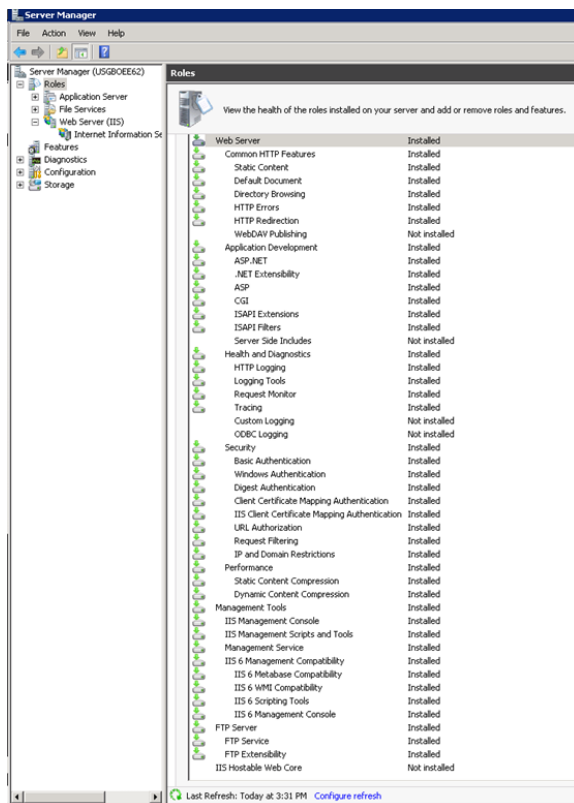 Server Manager
File Action View Help
Server Manager (USGBOEE62)
Roles
Application Server
File Services
Web Server (IIS)
Internet Information Se
Features
Diagnostics
Configuration
Storage
Roles
View the health of the roles installed on your server and add or remove roles and features.
Web Server Installed
Common HTTP Features Installed
Static Content Installed
Default Document Installed
Directory Browsing Installed
HTTP Errors Installed
HTTP Redirection Installed
WebDAV Publishing Not installed
Application Development Installed
ASP.NET Installed
.NET Extensibility Installed
ASP Installed
CGI Installed
ISAPI Extensions Installed
ISAPI Filters Installed
Server Side Includes Not installed
Health and Diagnostics Installed
HTTP Logging Installed
Logging Tools Installed
Request Monitor Installed
Tracing Installed
Custom Logging Not installed
ODBC Logging Not installed
Security Installed
Basic Authentication Installed
Windows Authentication Installed
Digest Authentication Installed
Client Certificate Mapping Authentication Installed
IIS Client Certificate Mapping Authentication Installed
URL Authorization Installed
Request Filtering Installed
IP and Domain Restrictions Installed
Performance Installed
Static Content Compression Installed
Dynamic Content Compression Installed
Management Tools Installed
IIS Management Console Installed
IIS Management Scripts and Tools Installed
Management Service Installed
IIS 6 Management Compatibility Installed
IIS 6 Metabase Compatibility Installed
IIS 6 WMI Compatibility Installed
IIS 6 Scripting Tools Installed
IIS 6 Management Console Installed
FTP Server Installed
FTP Service Installed
FTP Extensibility Installed
IIS Hostable Web Core Not installed
Last Refresh: Today at 3:31 PM Configure refresh